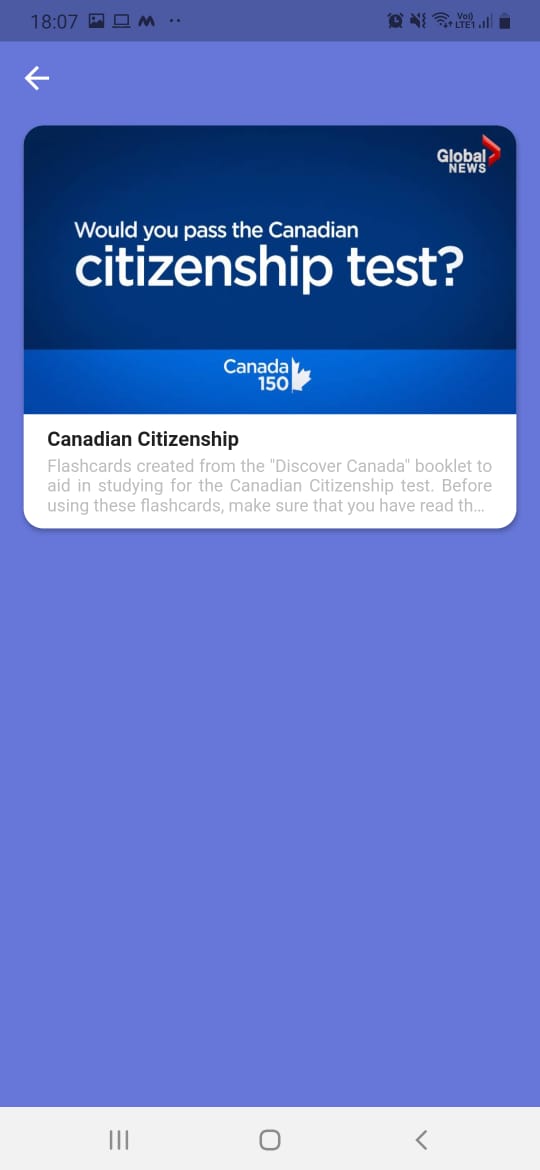 18:07
Vo))
LTE1
Global
NEWS
Would you pass the Canadian
citizenship test?
Canada
150
Canadian Citizenship
Flashcards created from the "Discover Canada" booklet to
aid in studying for the Canadian Citizenship test. Before
using these flashcards, make sure that you have read th...